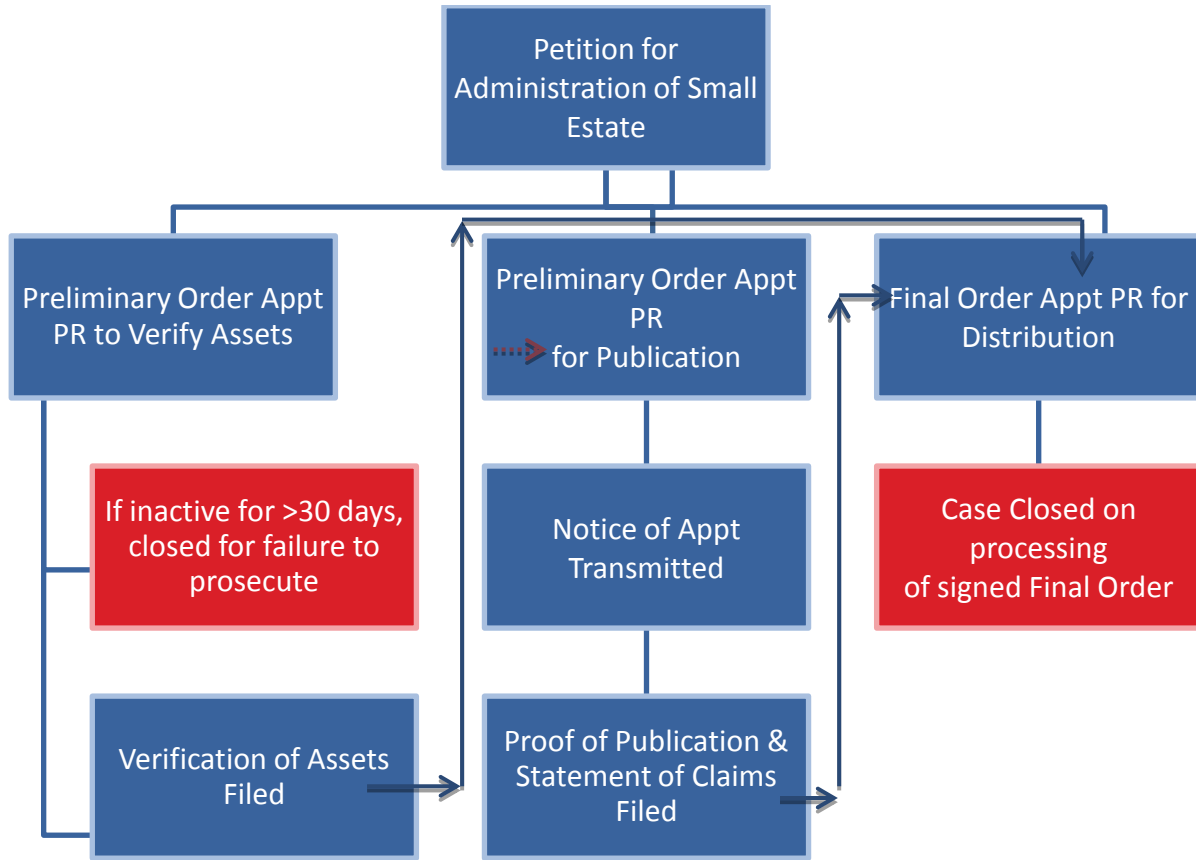 Petition for
Administration of Small
Estate
Preliminary Order Appt
PR to Verify Assets
Preliminary Order Appt
PR
for Publication
Final Order Appt PR for
Distribution
If inactive for >30 days,
closed for failure to
prosecute
Notice of Appt
Transmitted
Case Closed on
processing
of signed Final Order
Verification of Assets
Filed
Proof of Publication &
Statement of Claims
Filed